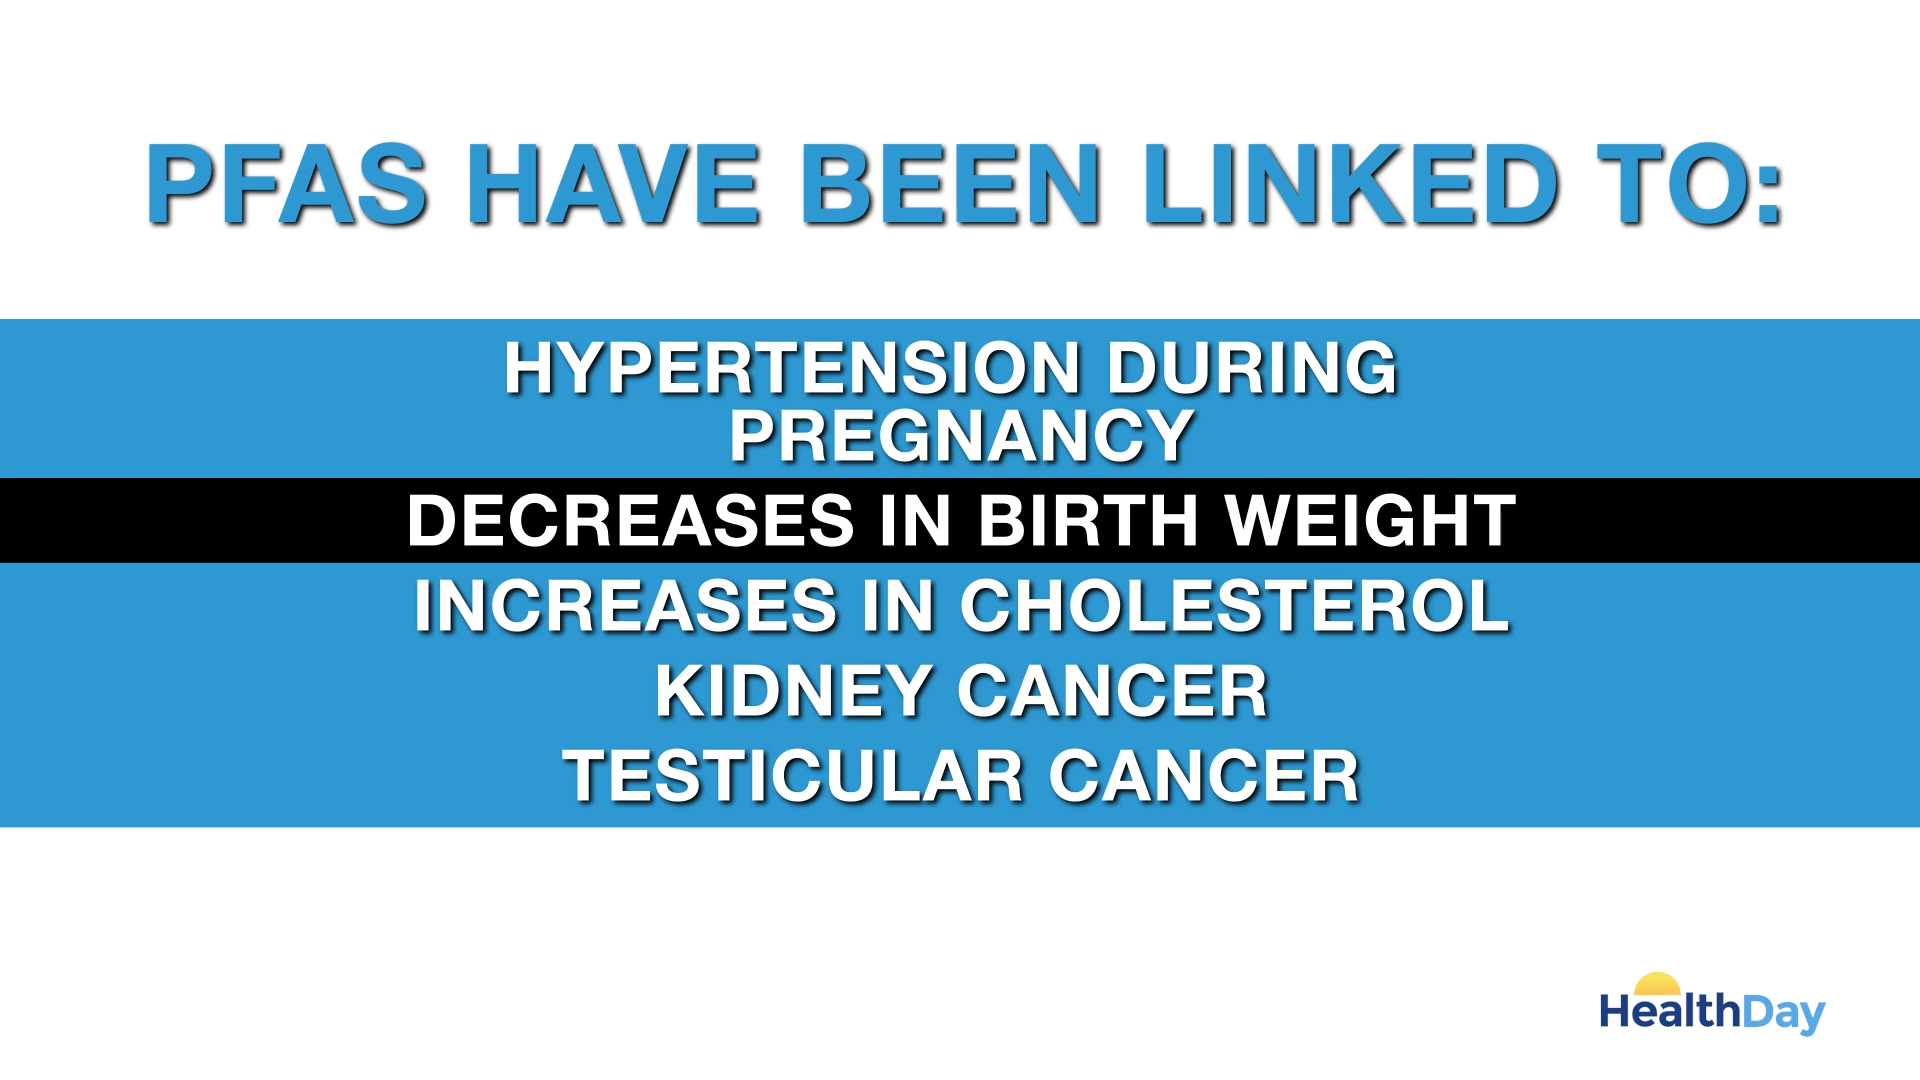 PFAS HAVE BEEN LINKED TO:
HYPERTENSION DURING
PREGNANCY
DECREASES IN BIRTH WEIGHT
INCREASES IN CHOLESTEROL
KIDNEY CANCER
TESTICULAR CANCER
HealthDay